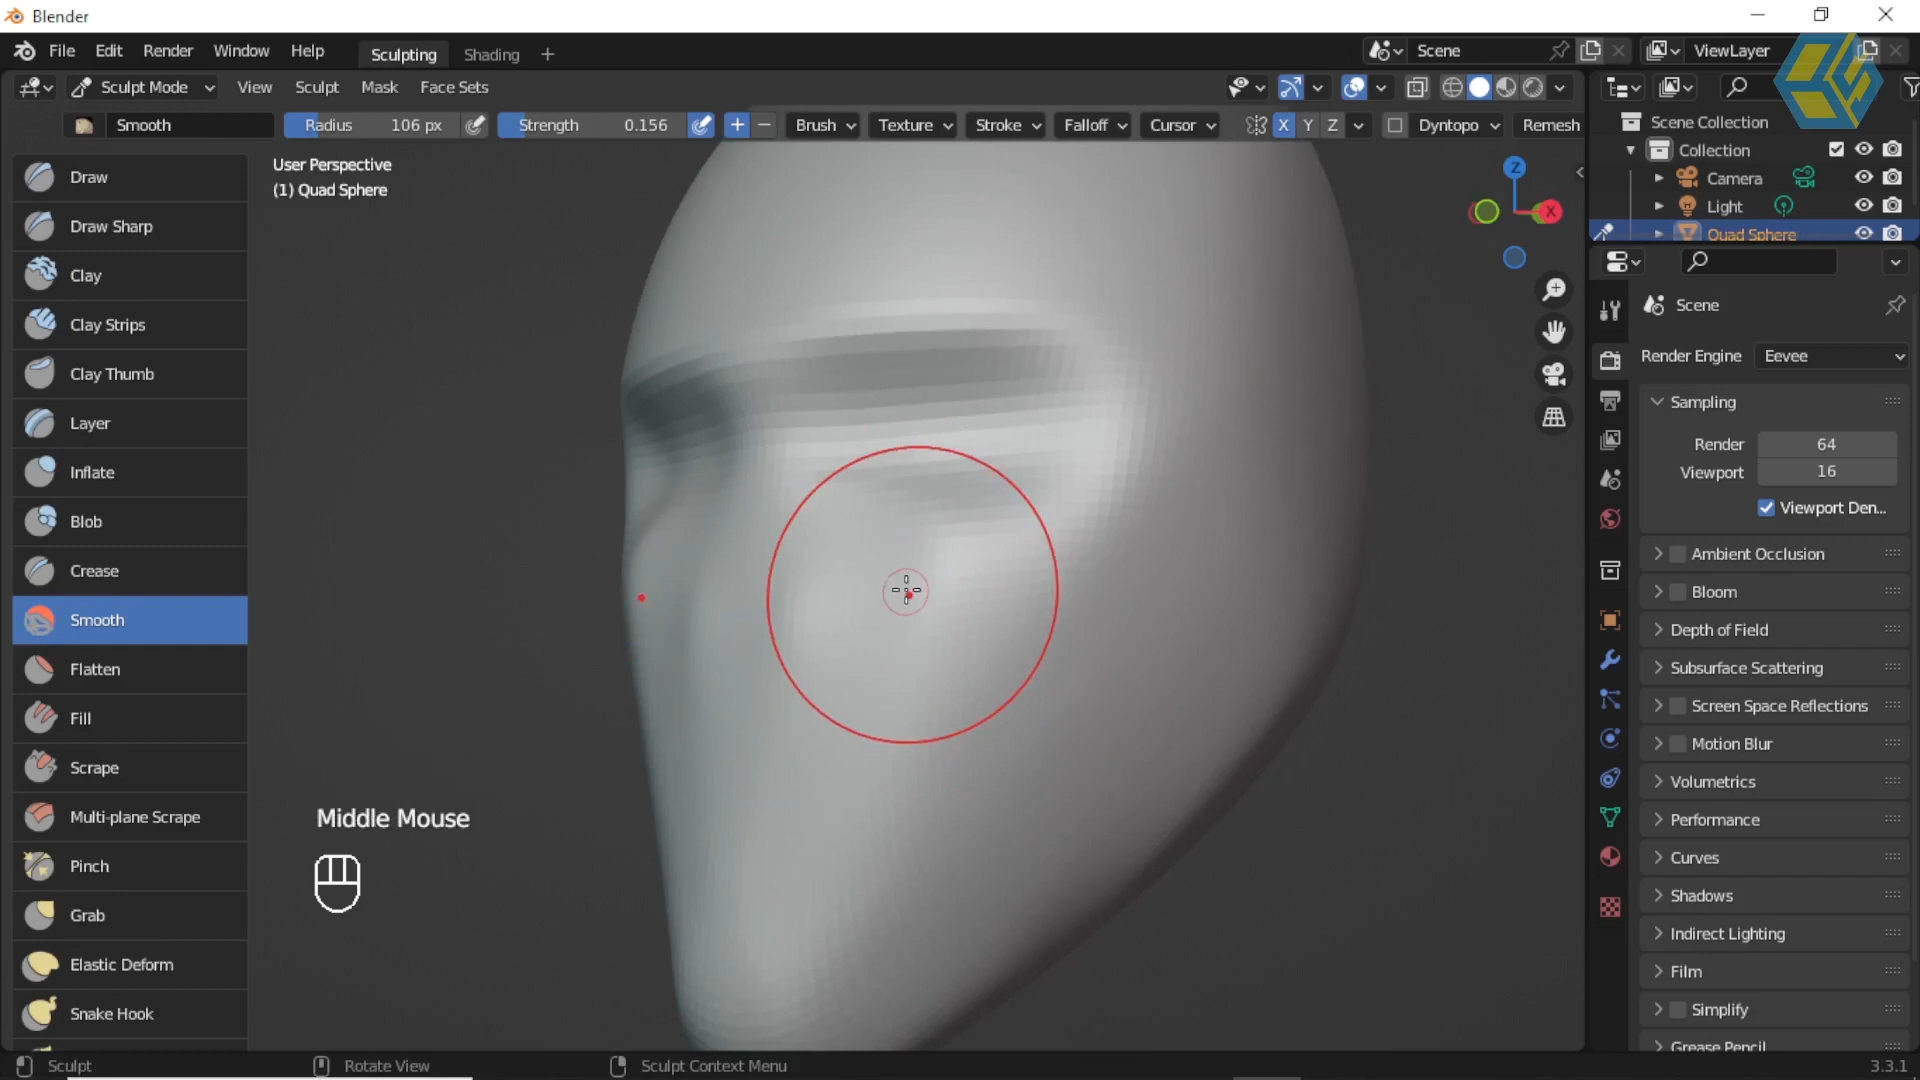 Blender
File Edit Render Window Help Sculpting Shading + Scene ViewLayer
Sculpt Mode View Sculpt Mask Face Sets
Smooth Radius 106 px Strength 0.156 + − Brush Texture Stroke Falloff Cursor X Y Z Dyntopo Remesh
User Perspective
(1) Quad Sphere
Draw
Draw Sharp
Clay
Clay Strips
Clay Thumb
Layer
Inflate
Blob
Crease
Smooth
Flatten
Fill
Scrape
Multi-plane Scrape
Pinch
Grab
Elastic Deform
Snake Hook
Middle Mouse
Z
X
Scene Collection
Collection
Camera
Light
Quad Sphere
Scene
Render Engine Eevee
Sampling
Render 64
Viewport 16
Viewport Den...
Ambient Occlusion
Bloom
Depth of Field
Subsurface Scattering
Screen Space Reflections
Motion Blur
Volumetrics
Performance
Curves
Shadows
Indirect Lighting
Film
Simplify
Grease Pencil
Sculpt Rotate View Sculpt Context Menu 3.3.1